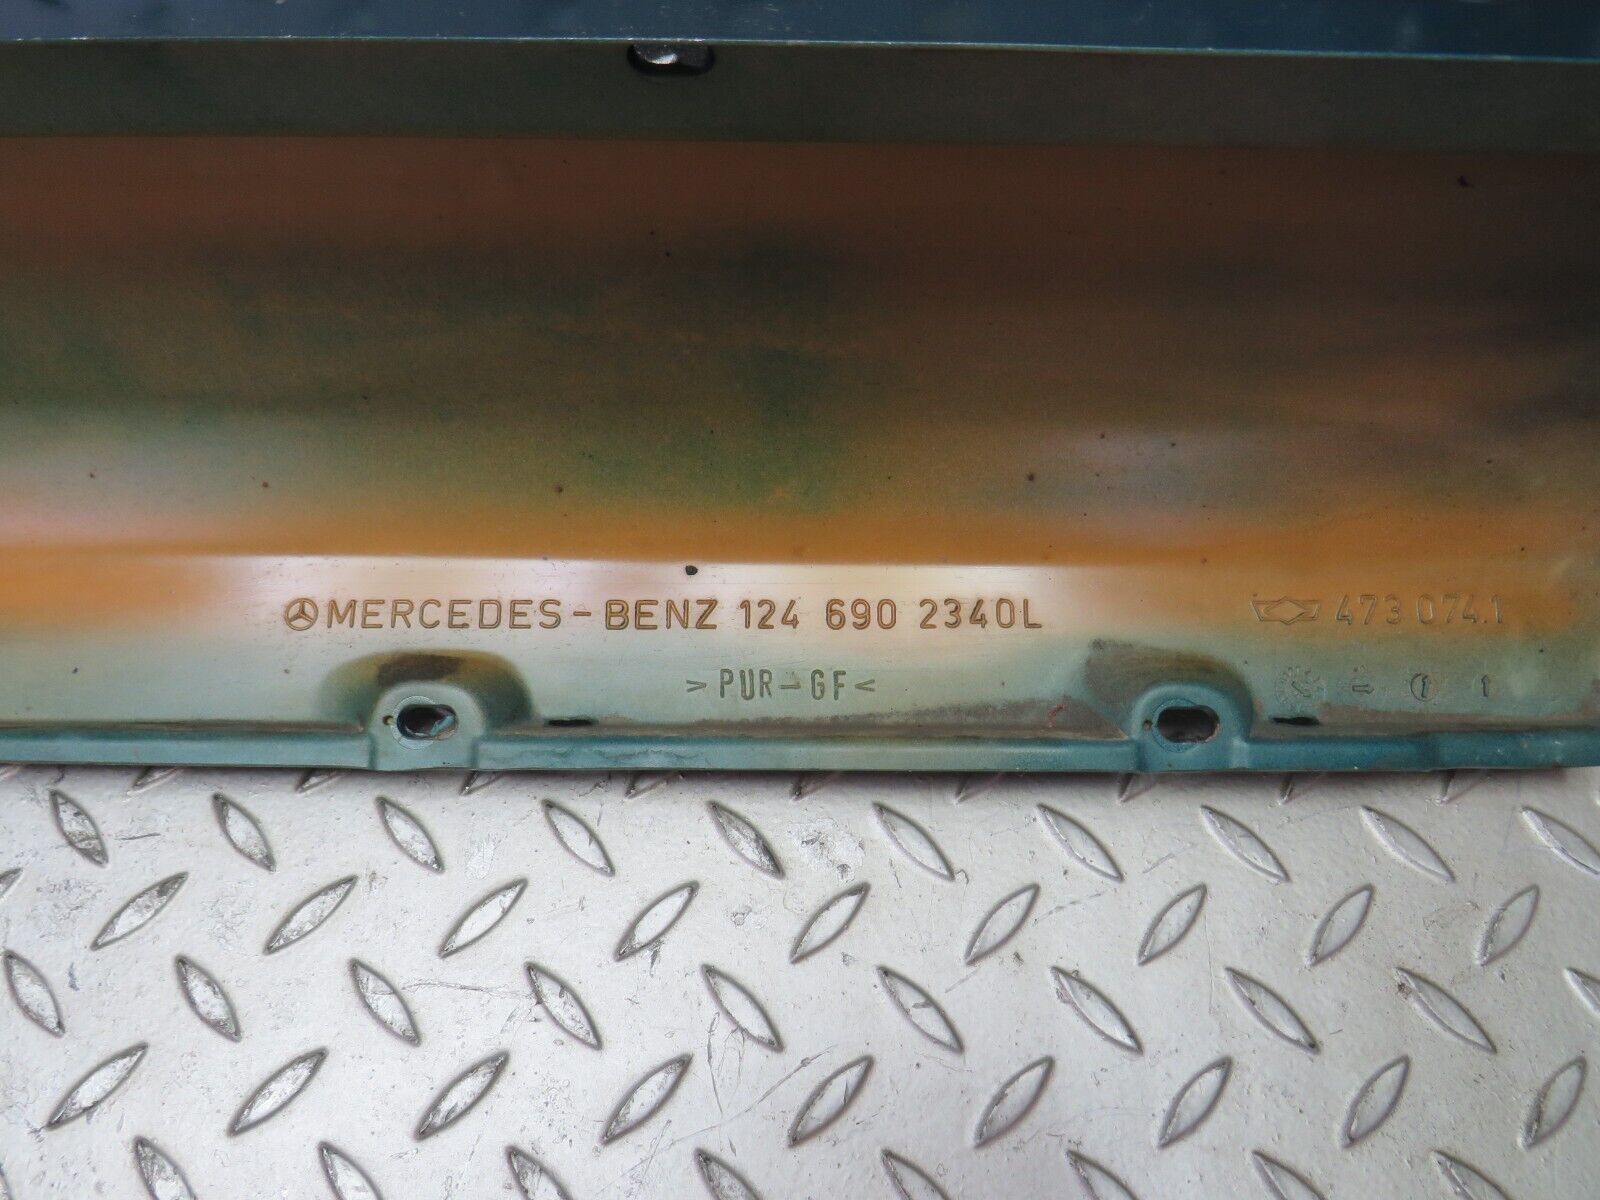 MERCEDES-BENZ 124 690 2340L
473 074.1
>PUR-GF<